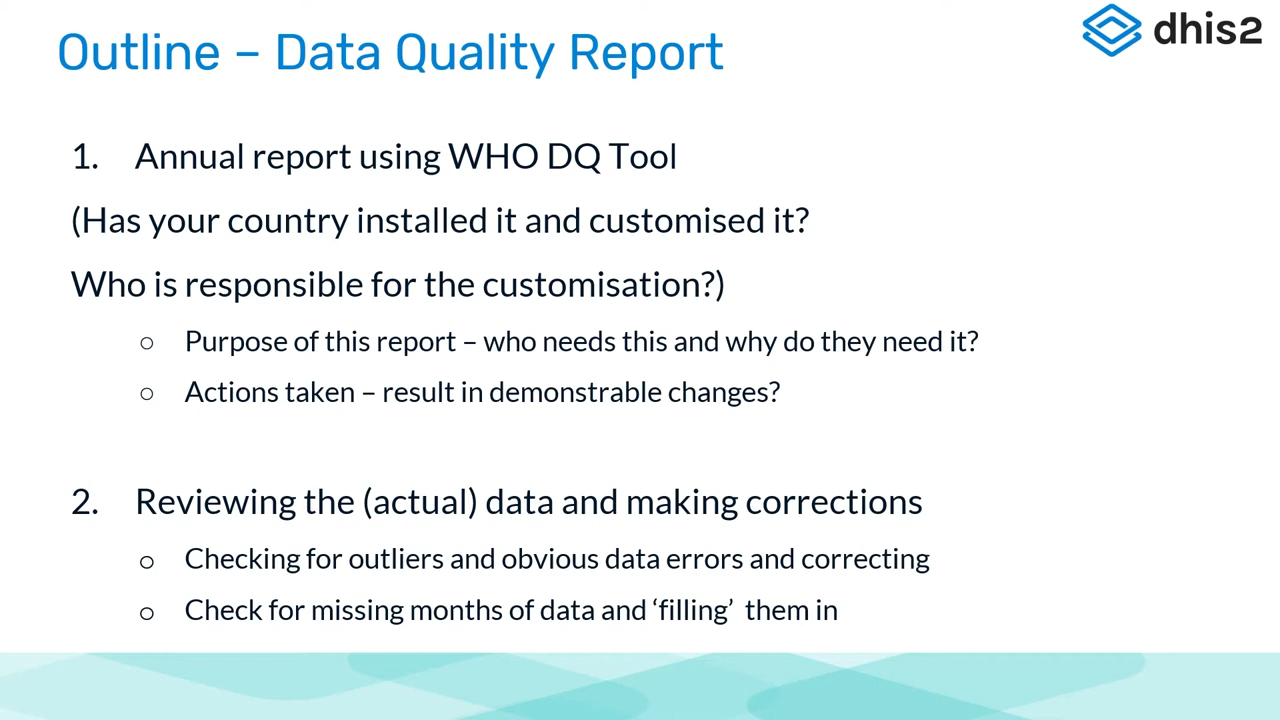 Outline – Data Quality Report
dhis2
1. Annual report using WHO DQ Tool
(Has your country installed it and customised it?
Who is responsible for the customisation?)
○ Purpose of this report – who needs this and why do they need it?
○ Actions taken – result in demonstrable changes?
2. Reviewing the (actual) data and making corrections
○ Checking for outliers and obvious data errors and correcting
○ Check for missing months of data and ‘filling’ them in